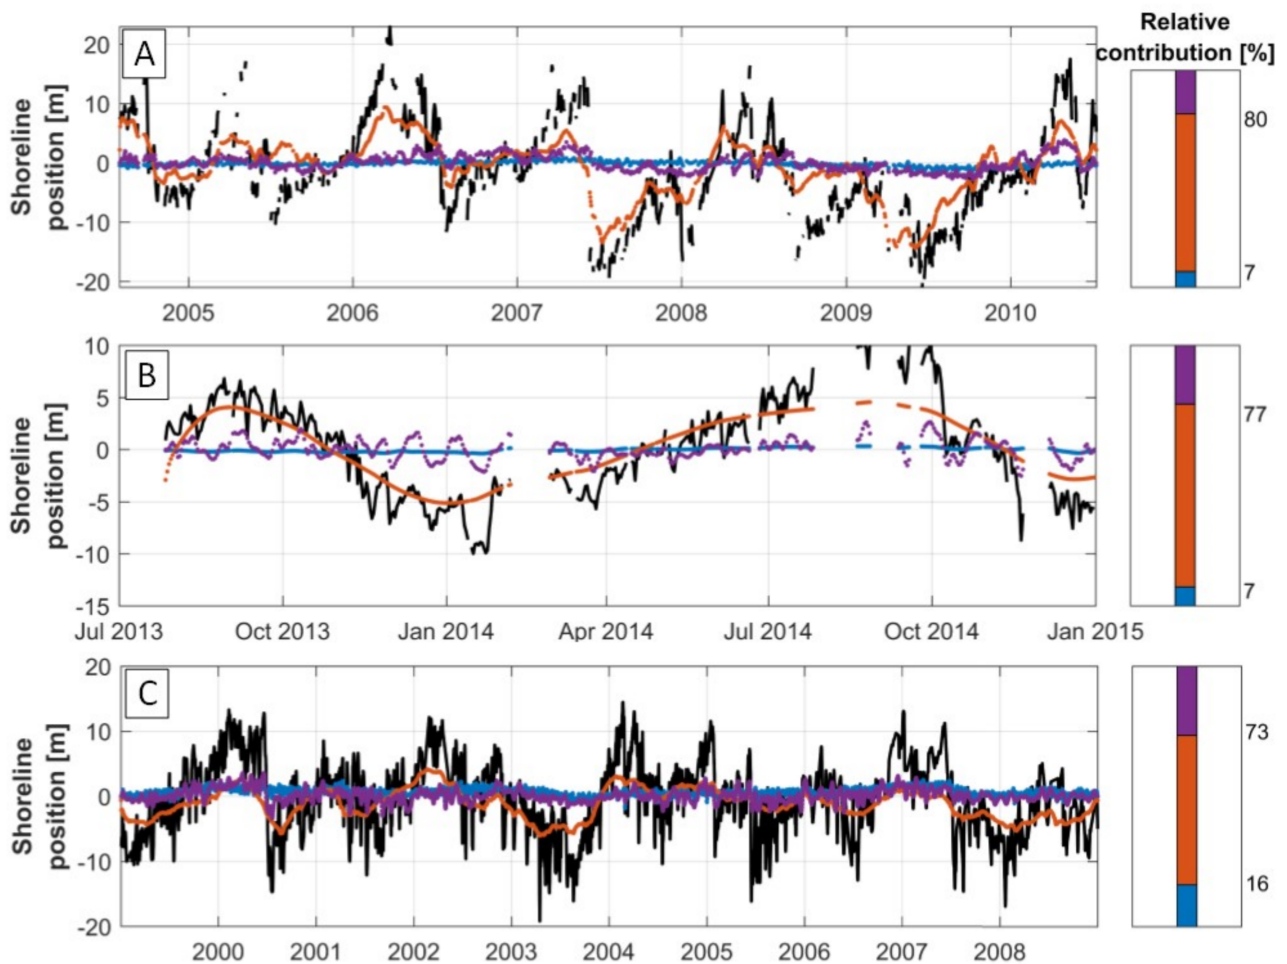 Relative
contribution [%]
A
Shoreline
position [m]
20
10
0
-10
-20
2005
2006
2007
2008
2009
2010
80
7
B
Shoreline
position [m]
10
5
0
-5
-10
-15
Jul 2013
Oct 2013
Jan 2014
Apr 2014
Jul 2014
Oct 2014
Jan 2015
77
7
C
Shoreline
position [m]
20
10
0
-10
-20
2000
2001
2002
2003
2004
2005
2006
2007
2008
73
16